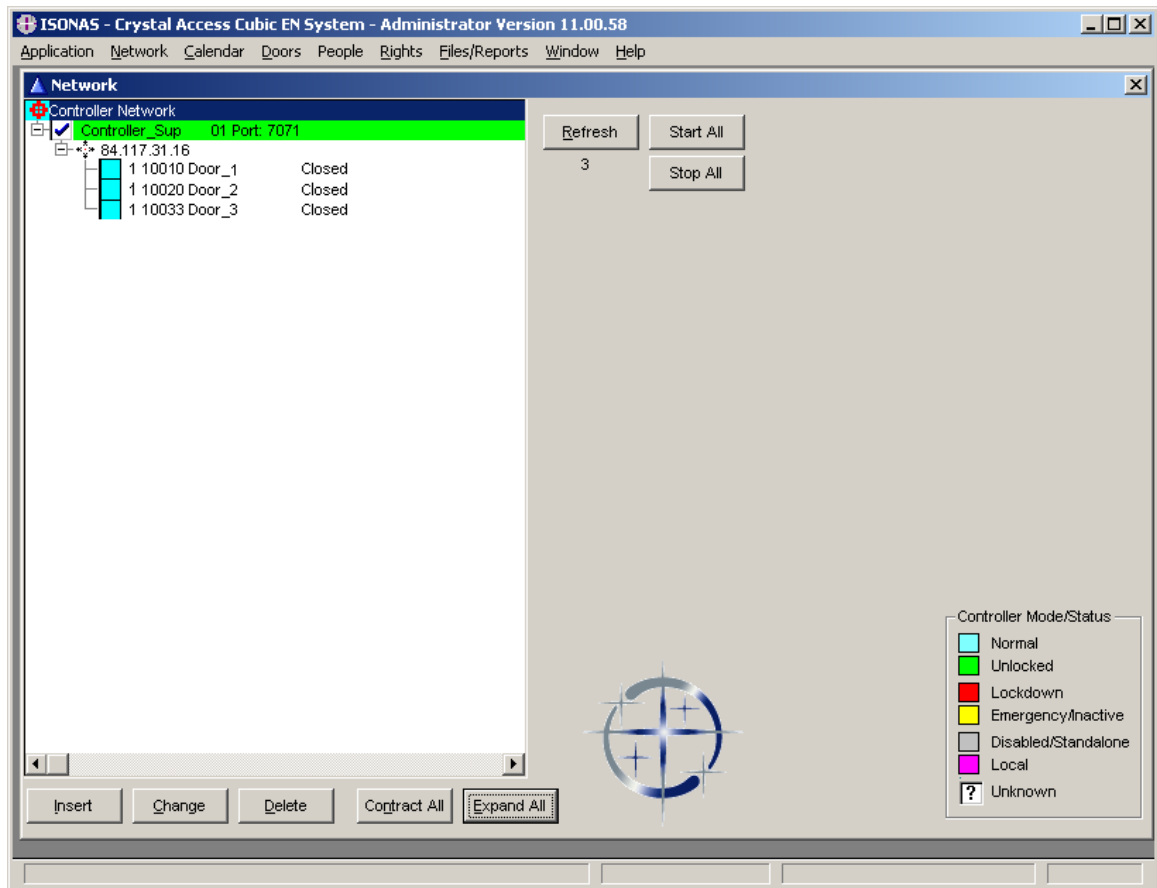 ISONAS - Crystal Access Cubic EN System - Administrator Version 11.00.58
Application Network Calendar Doors People Rights Files/Reports Window Help
Network
Controller Network
Controller_Sup 01 Port: 7071
84.117.31.16
1 10010 Door_1 Closed
1 10020 Door_2 Closed
1 10033 Door_3 Closed
Refresh Start All
3
Stop All
Controller Mode/Status
Normal
Unlocked
Lockdown
Emergency/Inactive
Disabled/Standalone
Local
? Unknown
Insert Change Delete Contract All Expand All